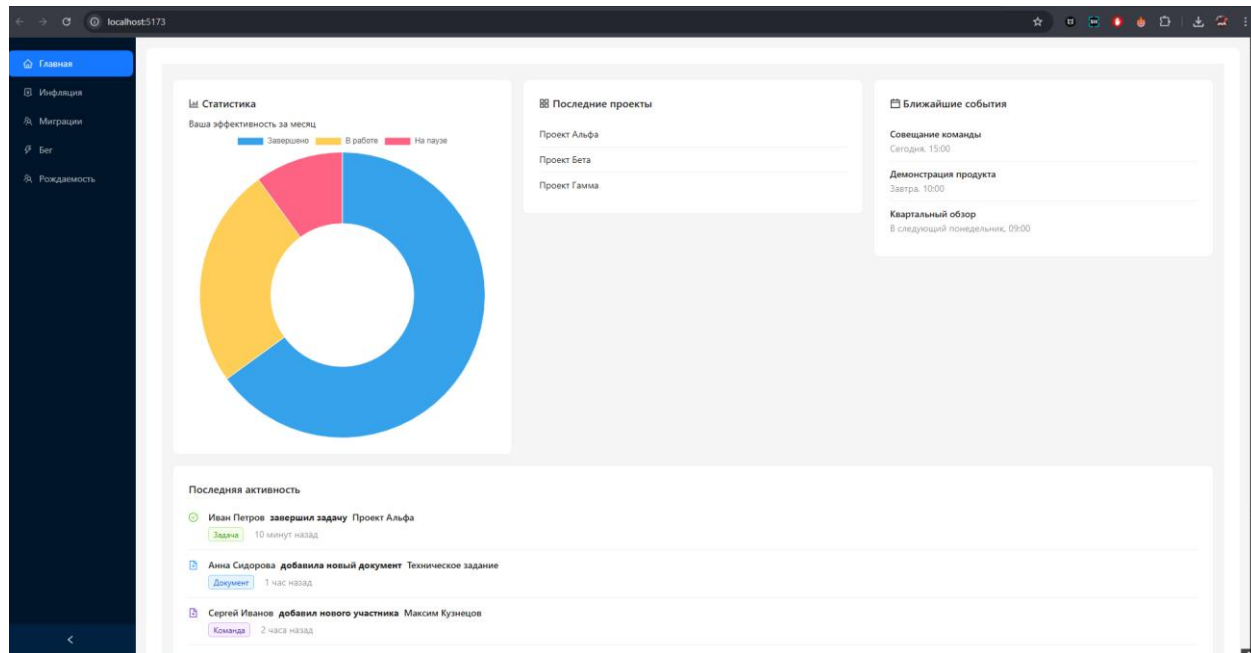 localhost:5173
Главная
Инфляция
Миграции
Бег
Рождаемость
Статистика
Ваша эффективность за месяц
Завершено В работе На паузе
Последние проекты
Проект Альфа
Проект Бета
Проект Гамма
Ближайшие события
Совещание команды
Сегодня, 15:00
Демонстрация продукта
Завтра, 10:00
Квартальный обзор
В следующий понедельник, 09:00
Последняя активность
Иван Петров завершил задачу Проект Альфа
Задача 10 минут назад
Анна Сидорова добавила новый документ Техническое задание
Документ 1 час назад
Сергей Иванов добавил нового участника Максим Кузнецов
Команда 2 часа назад